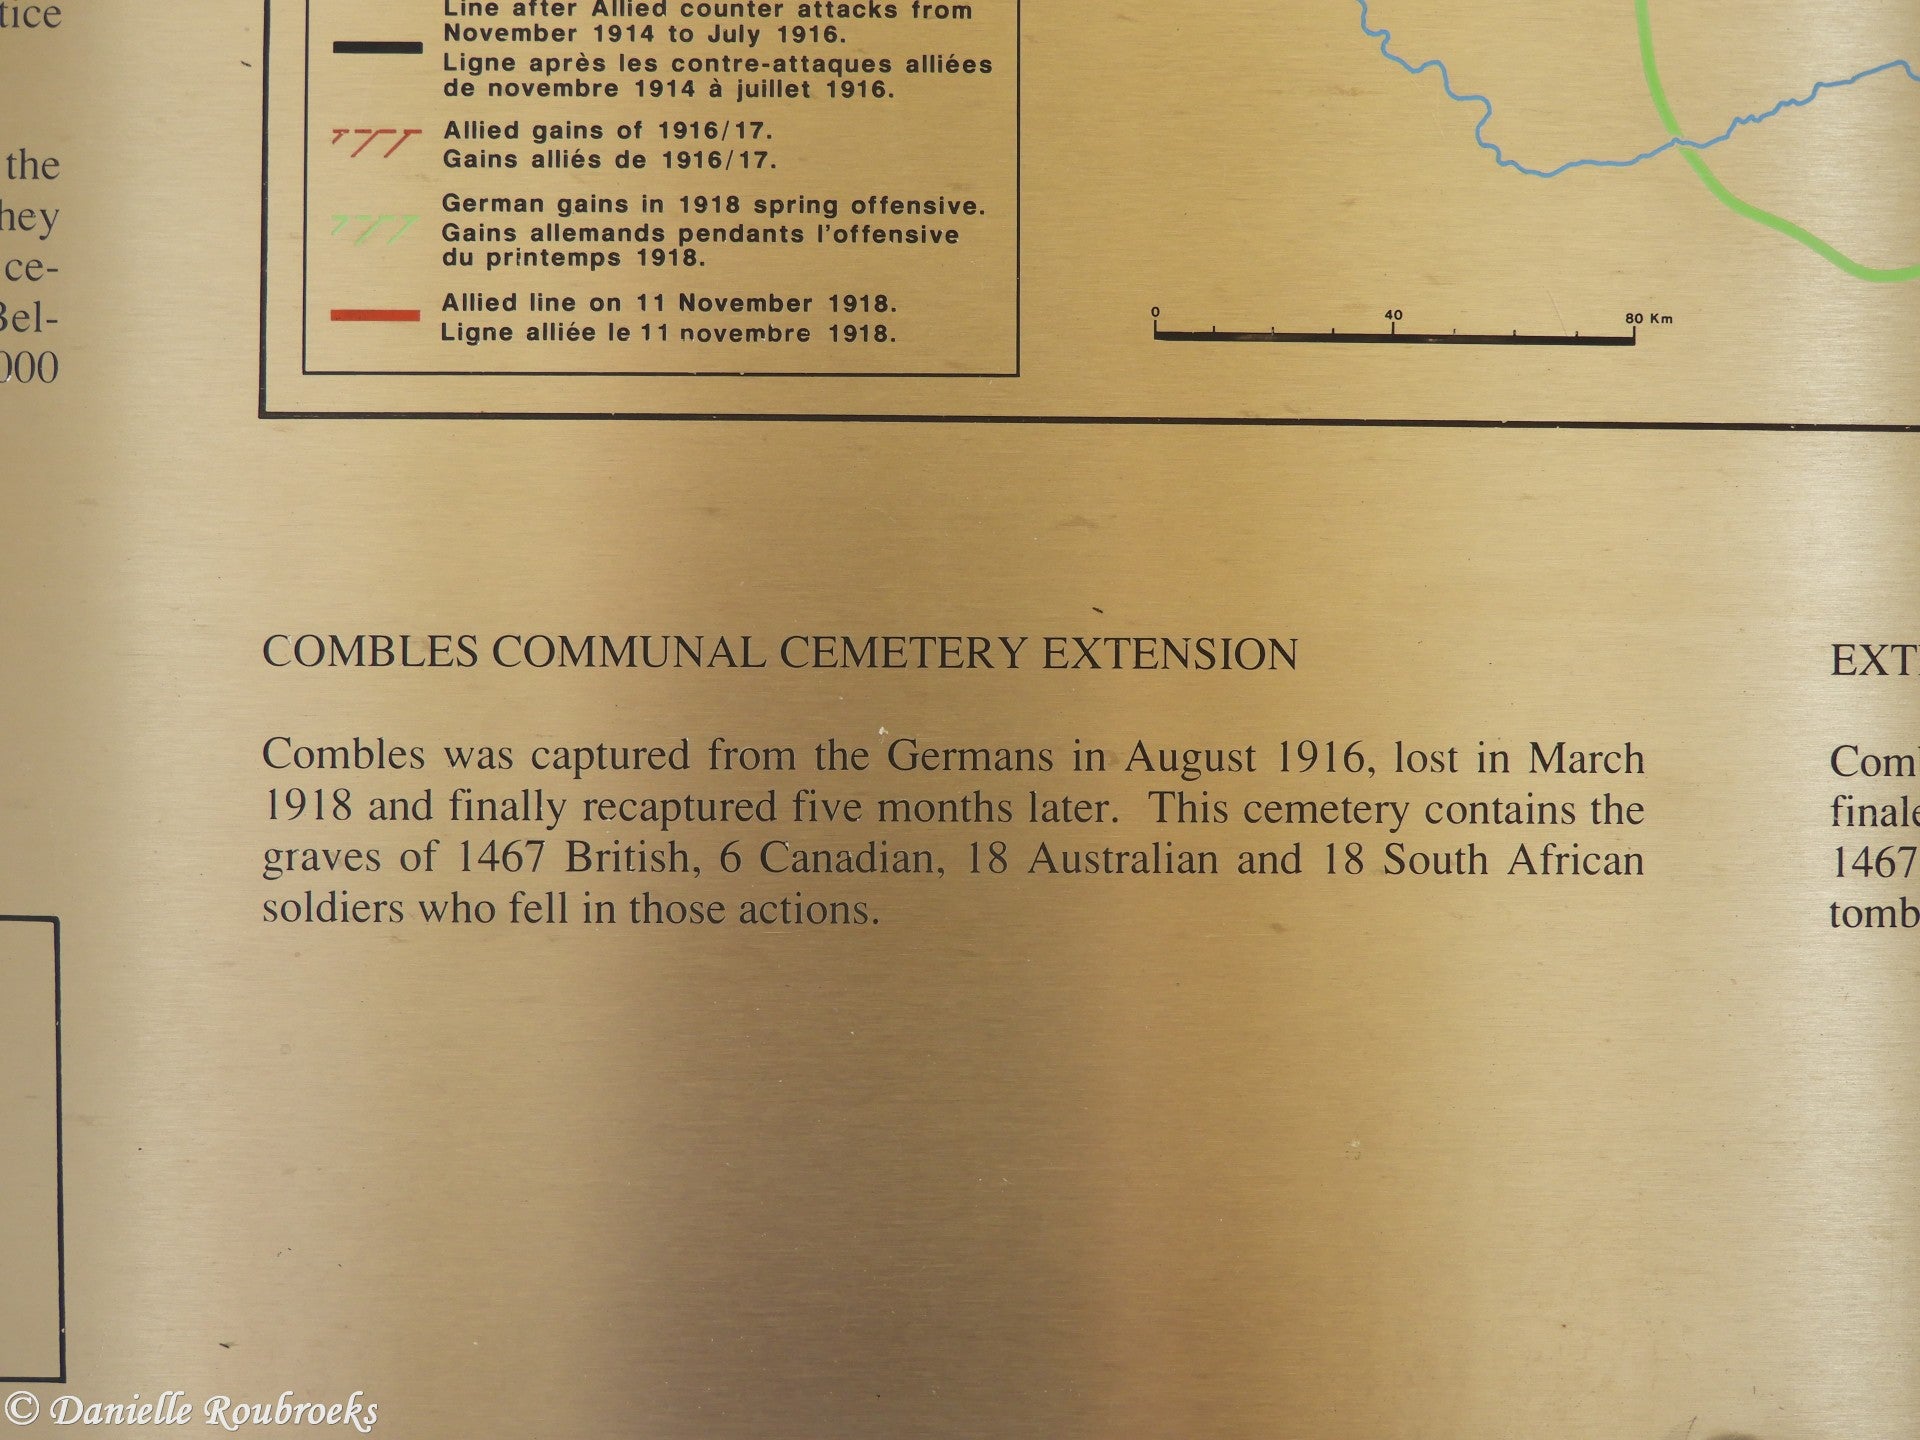 tice
the
hey
ce-
Bel-
000
Line after Allied counter attacks from
November 1914 to July 1916.
Ligne après les contre-attaques alliées
de novembre 1914 à juillet 1916.
Allied gains of 1916/17.
Gains alliés de 1916/17.
German gains in 1918 spring offensive.
Gains allemands pendants l'offensive
du printemps 1918.
Allied line on 11 November 1918.
Ligne alliée le 11 novembre 1918.
0 40 80 Km
COMBLES COMMUNAL CEMETERY EXTENSION
Combles was captured from the Germans in August 1916, lost in March
1918 and finally recaptured five months later. This cemetery contains the
graves of 1467 British, 6 Canadian, 18 Australian and 18 South African
soldiers who fell in those actions.
EXT
Com
finale
1467
tomb
© Danielle Roubroeks